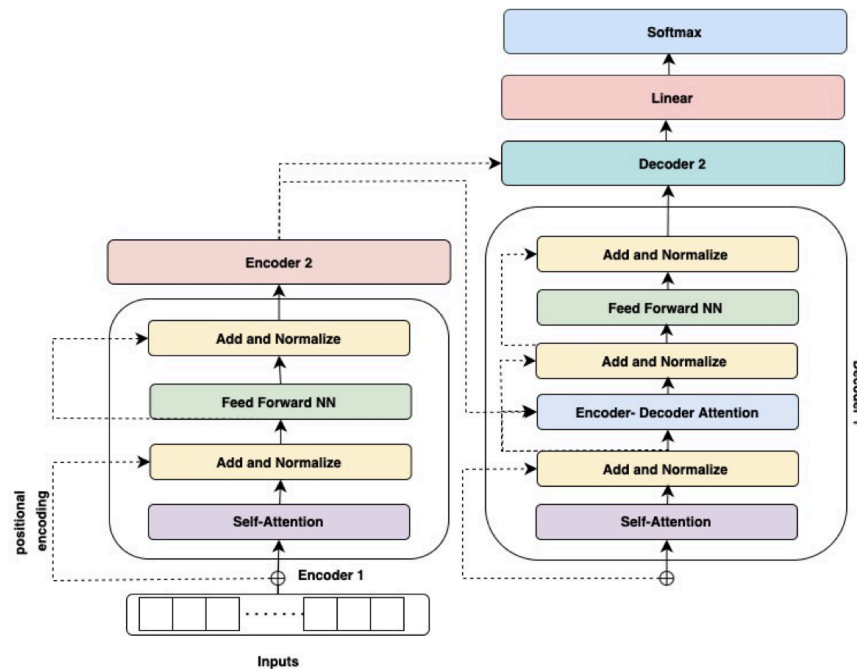 Softmax
Linear
Decoder 2
Encoder 2
Add and Normalize
Feed Forward NN
Add and Normalize
Encoder- Decoder Attention
Add and Normalize
Self-Attention
Add and Normalize
Feed Forward NN
Add and Normalize
Self-Attention
positional
encoding
Encoder 1
Inputs